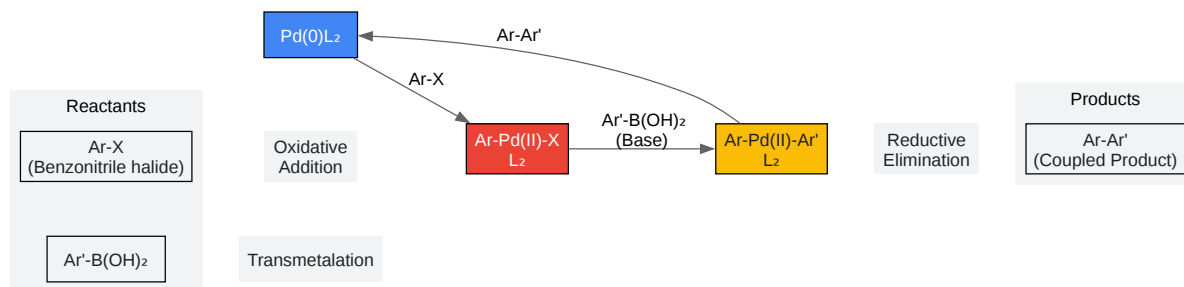 Pd(0)L₂
Ar-Ar'
Ar-X
Reactants
Ar-X
(Benzonitrile halide)
Oxidative
Addition
Ar-Pd(II)-X
L₂
Ar'-B(OH)₂
(Base)
Ar-Pd(II)-Ar'
L₂
Reductive
Elimination
Products
Ar-Ar'
(Coupled Product)
Ar'-B(OH)₂
Transmetalation